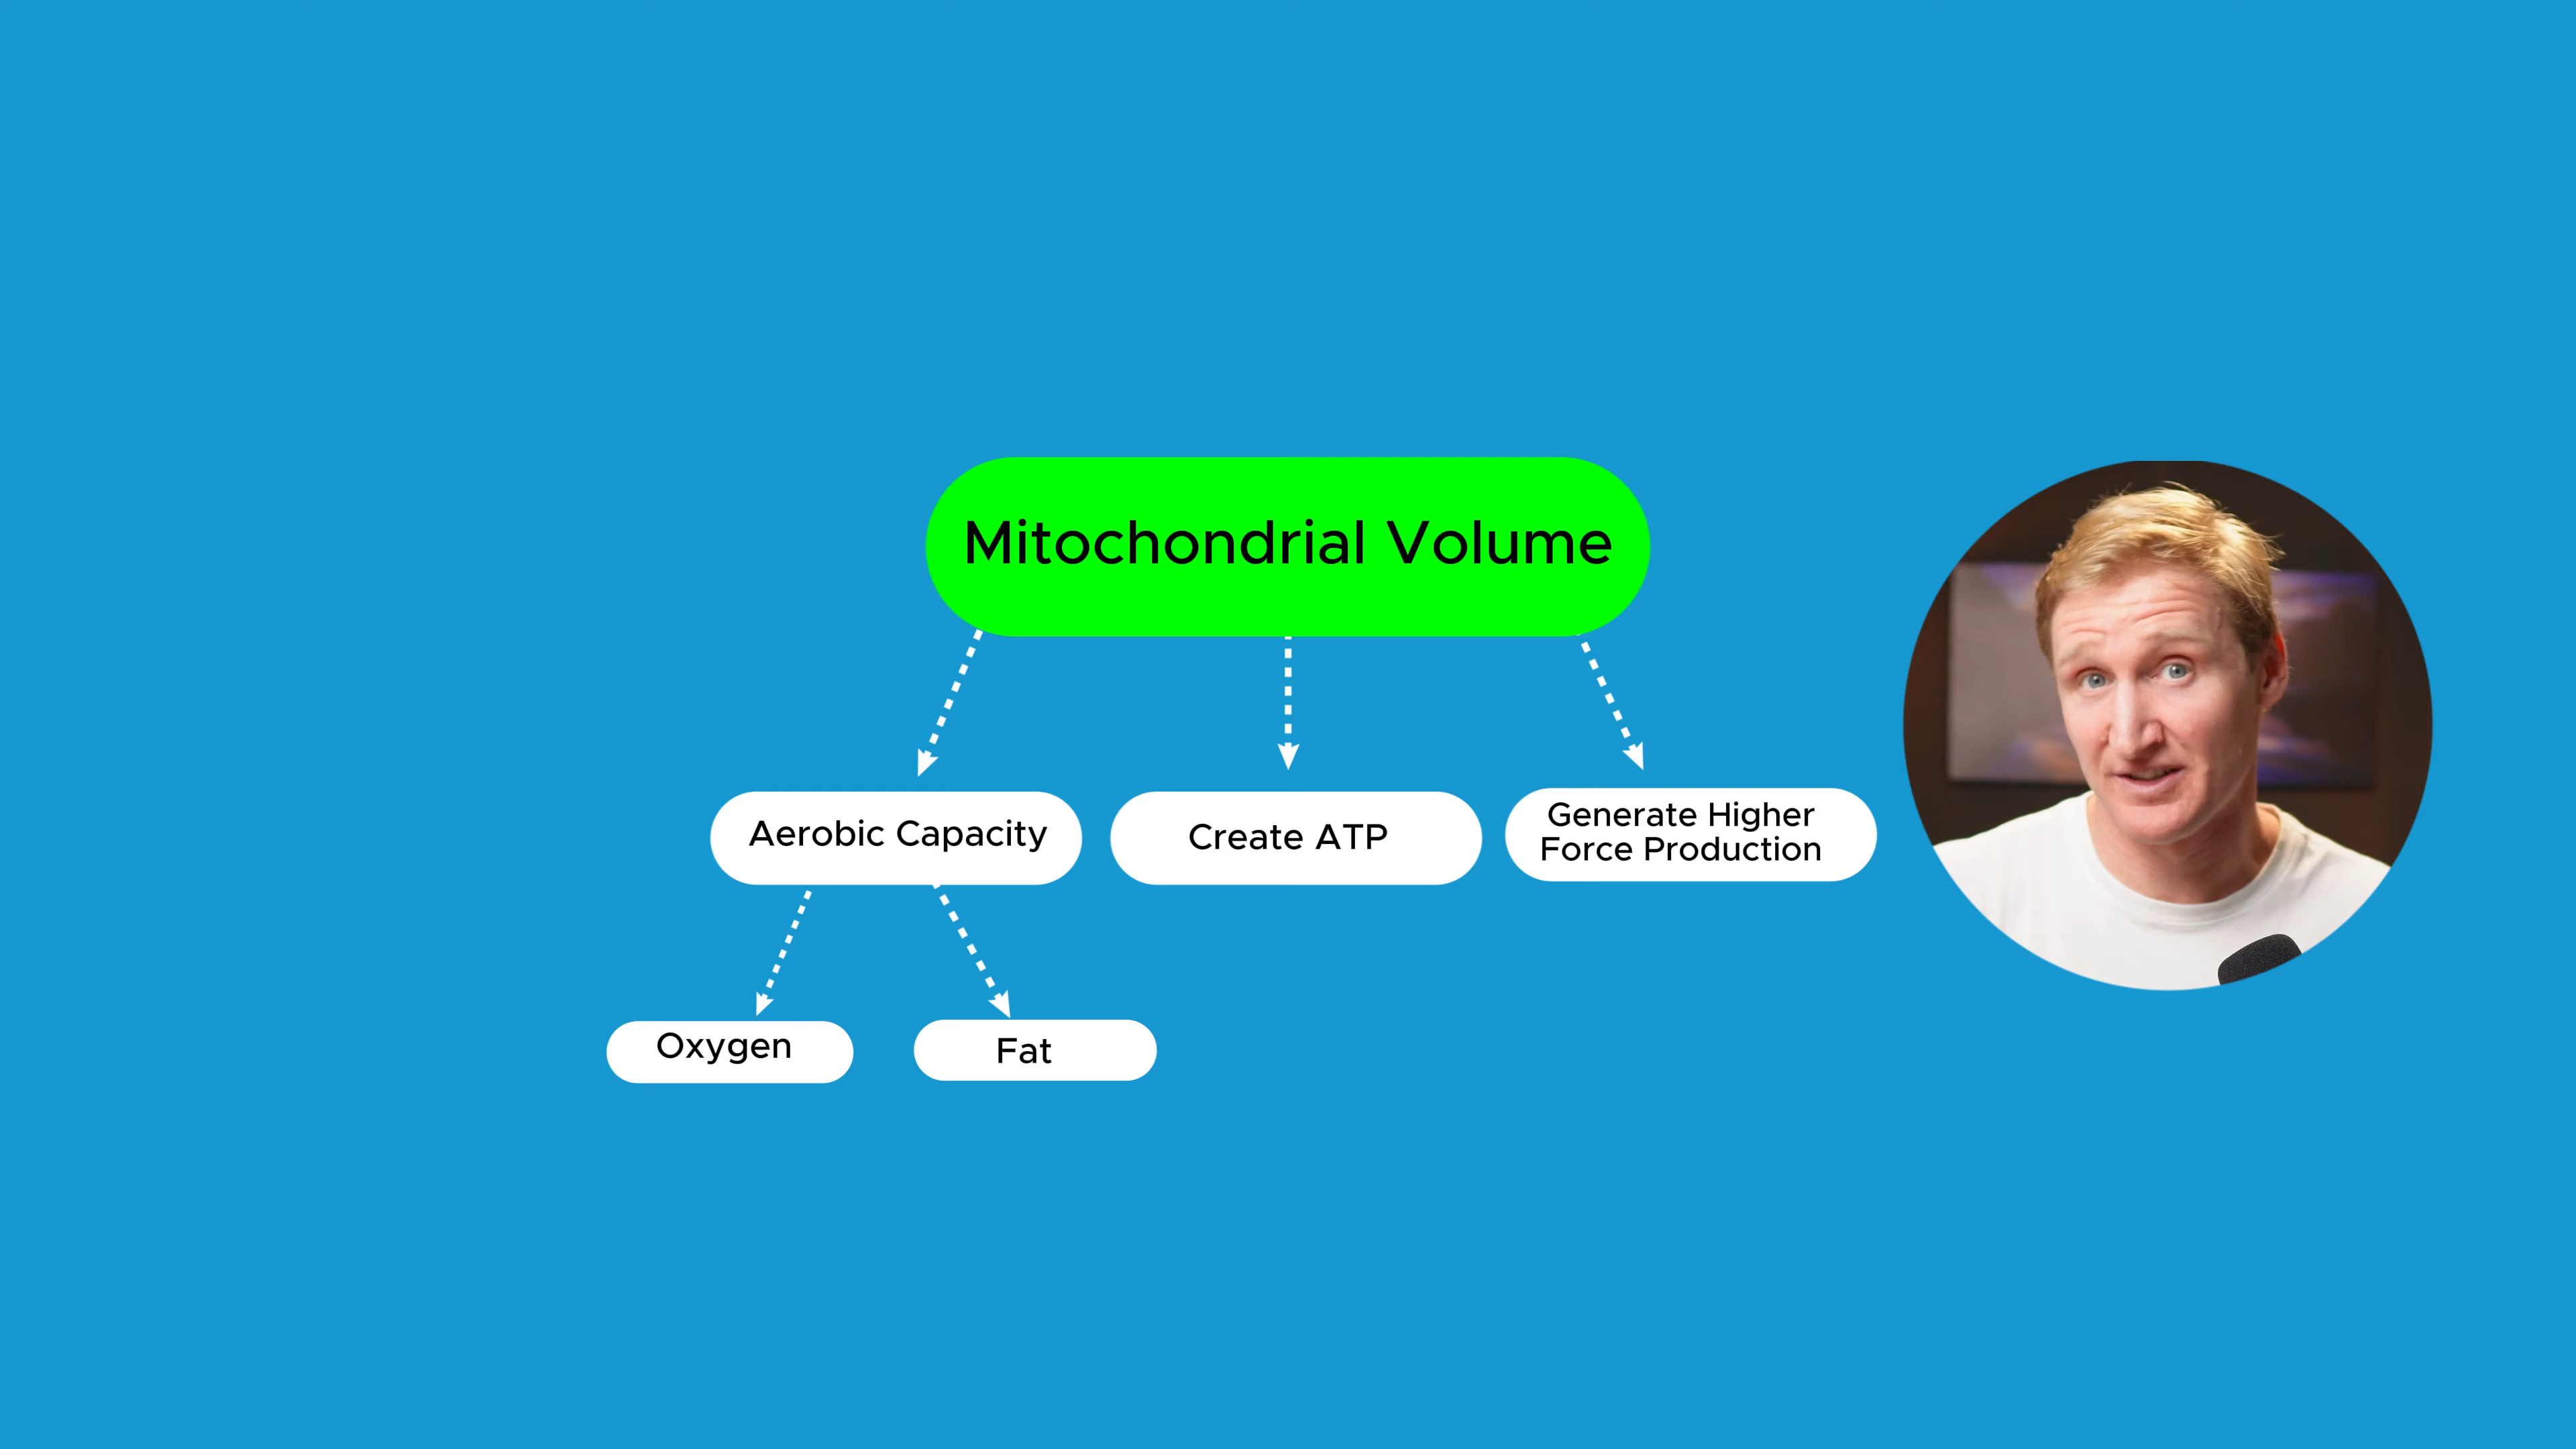 Mitochondrial Volume
Aerobic Capacity
Create ATP
Generate Higher
Force Production
Oxygen
Fat